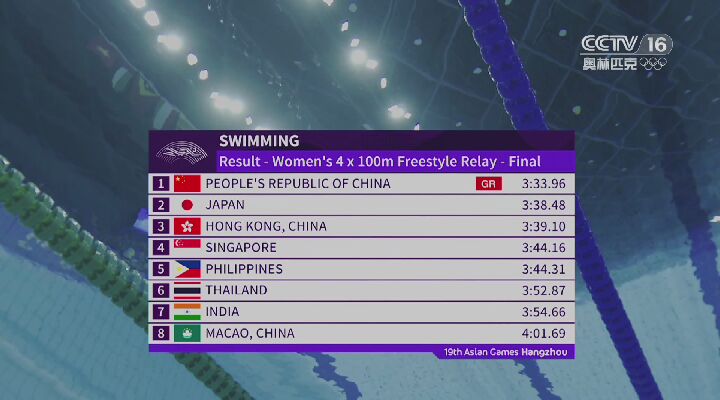 CCTV 16
奥林匹克
SWIMMING
Result - Women's 4 x 100m Freestyle Relay - Final
1 PEOPLE'S REPUBLIC OF CHINA GR 3:33.96
2 JAPAN 3:38.48
3 HONG KONG, CHINA 3:39.10
4 SINGAPORE 3:44.16
5 PHILIPPINES 3:44.31
6 THAILAND 3:52.87
7 INDIA 3:54.66
8 MACAO, CHINA 4:01.69
19th Asian Games Hangzhou